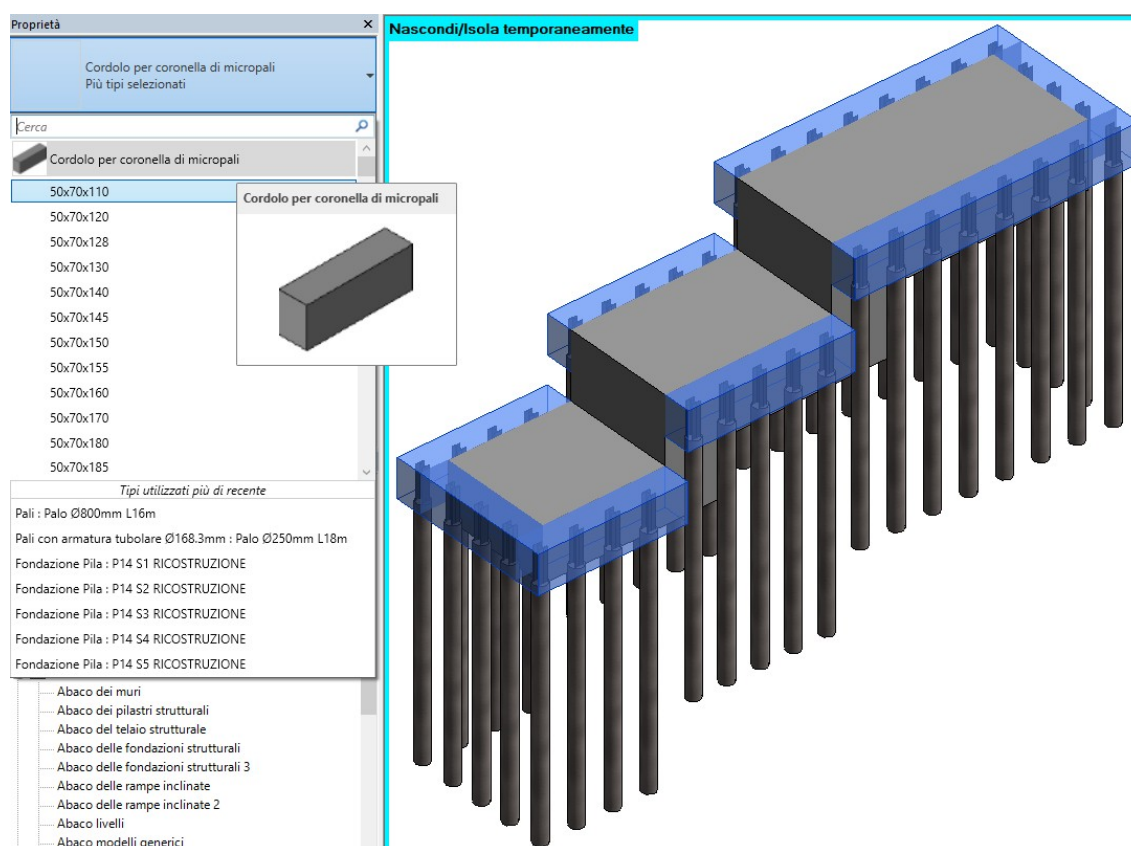 Proprietà
Cordolo per coronella di micropali
Più tipi selezionati
Cerca
Cordolo per coronella di micropali
50x70x110
50x70x120
50x70x128
50x70x130
50x70x140
50x70x145
50x70x150
50x70x155
50x70x160
50x70x170
50x70x180
50x70x185
Tipi utilizzati più di recente
Pali : Palo Ø800mm L16m
Pali con armatura tubolare Ø168.3mm : Palo Ø250mm L18m
Fondazione Pila : P14 S1 RICOSTRUZIONE
Fondazione Pila : P14 S2 RICOSTRUZIONE
Fondazione Pila : P14 S3 RICOSTRUZIONE
Fondazione Pila : P14 S4 RICOSTRUZIONE
Fondazione Pila : P14 S5 RICOSTRUZIONE
Abaco dei muri
Abaco dei pilastri strutturali
Abaco del telaio strutturale
Abaco delle fondazioni strutturali
Abaco delle fondazioni strutturali 3
Abaco delle rampe inclinate
Abaco delle rampe inclinate 2
Abaco livelli
Abaco modelli generici
Cordolo per coronella di micropali
Nascondi/Isola temporaneamente